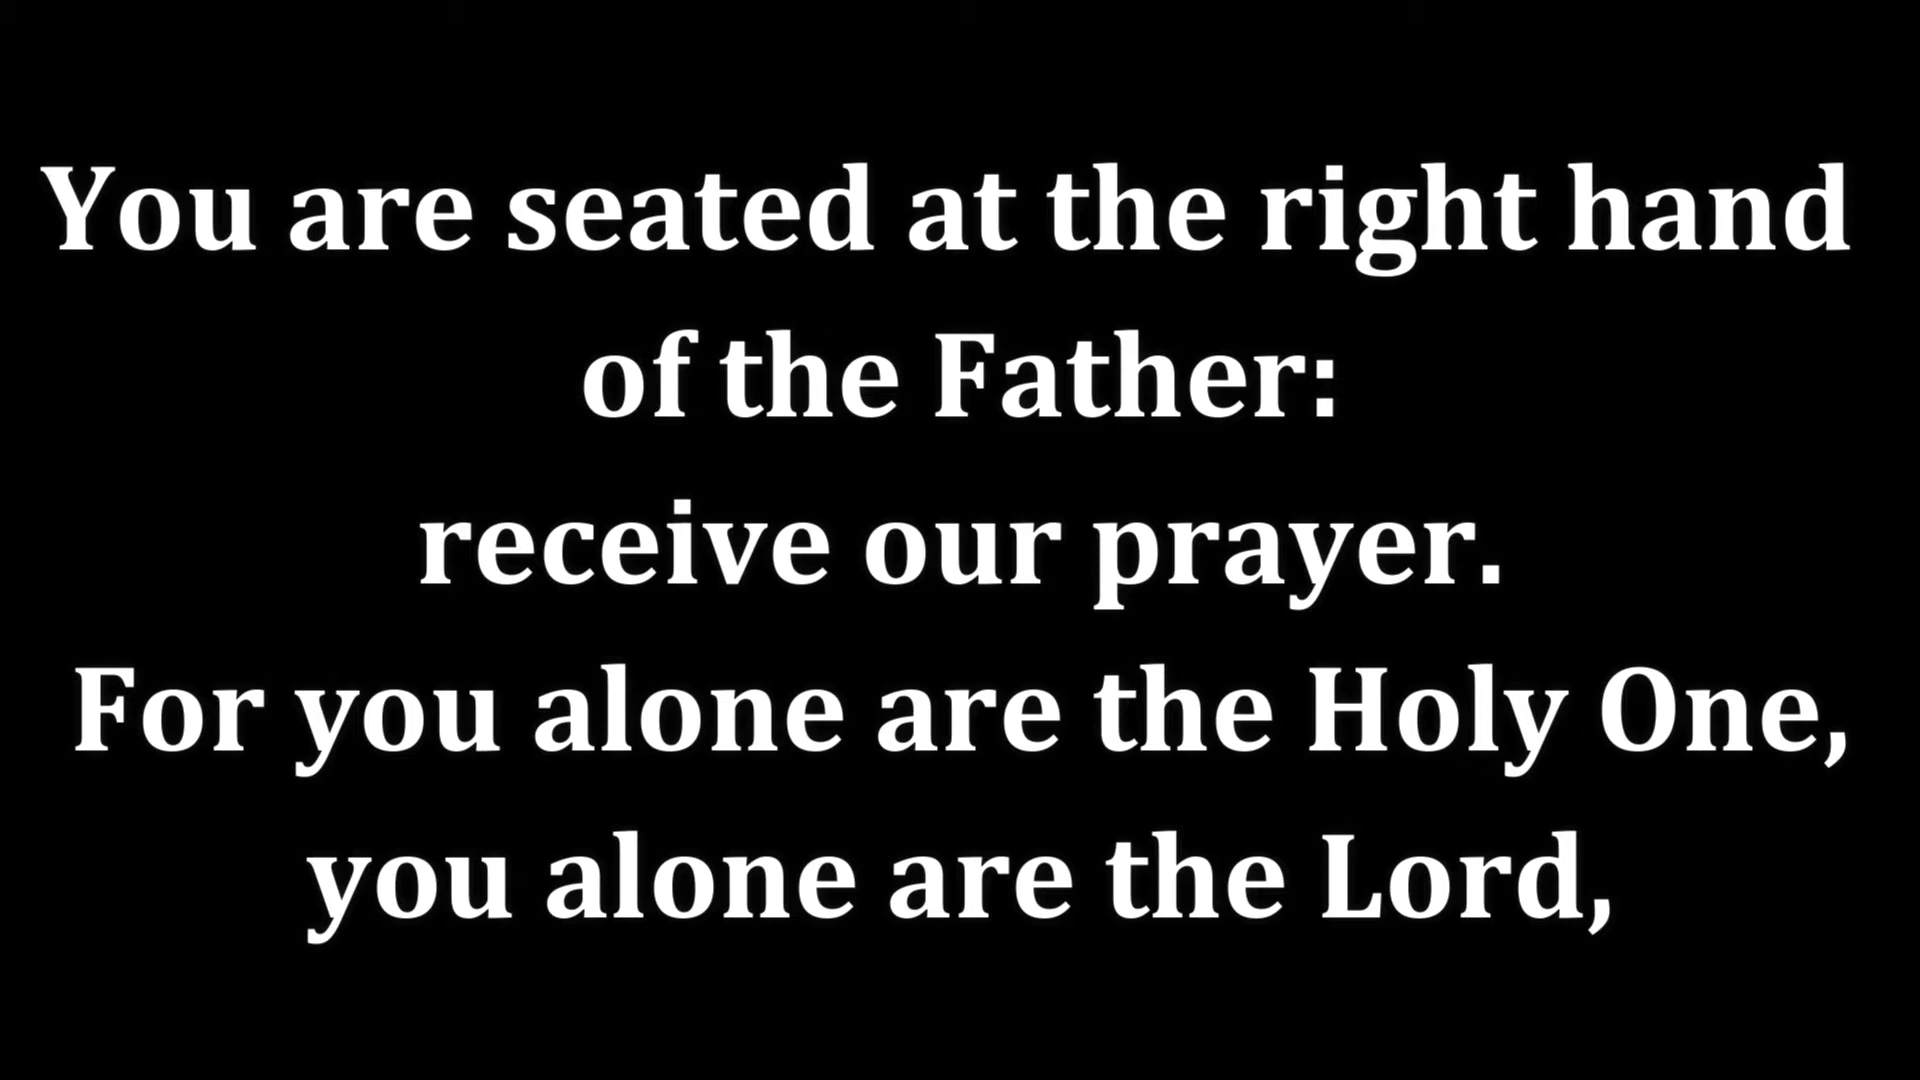 You are seated at the right hand
of the Father:
receive our prayer.
For you alone are the Holy One,
you alone are the Lord,